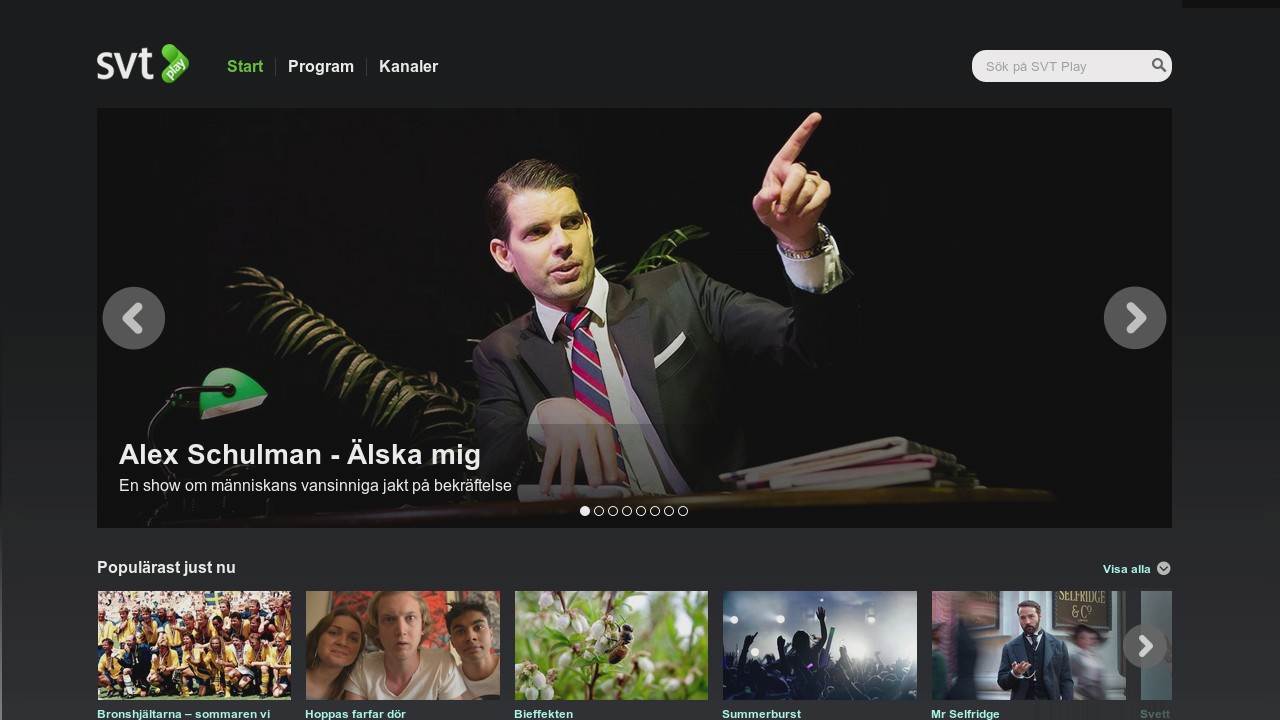 svt play
Start
Program
Kanaler
Sök på SVT Play
Alex Schulman - Älska mig
En show om människans vansinniga jakt på bekräftelse
Populärast just nu
Visa alla
SELFRIDGE
& Co
Bronshjältarna – sommaren vi
Hoppas farfar dör
Bieffekten
Summerburst
Mr Selfridge
Svett